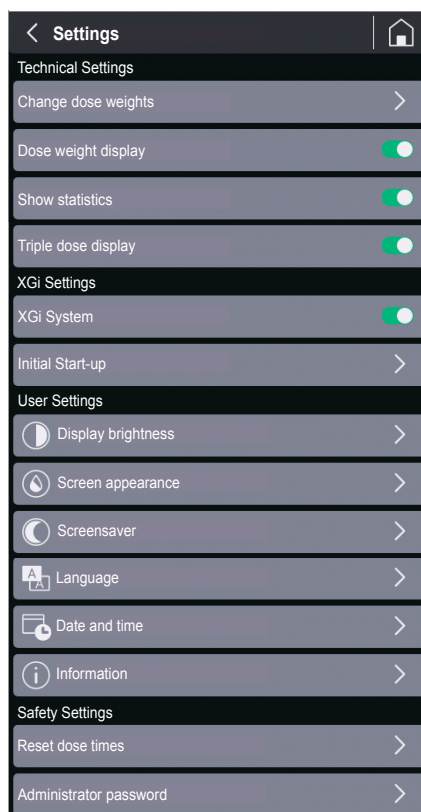 Settings
Technical Settings
Change dose weights
Dose weight display
Show statistics
Triple dose display
XGi Settings
XGi System
Initial Start-up
User Settings
Display brightness
Screen appearance
Screensaver
A
A
Language
Date and time
i
Information
Safety Settings
Reset dose times
Administrator password